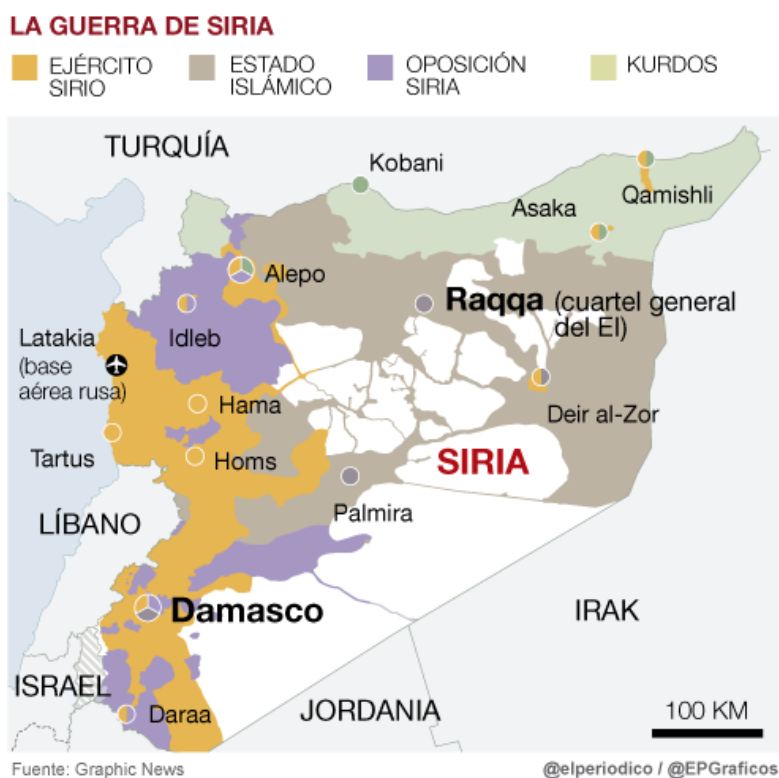 LA GUERRA DE SIRIA
EJÉRCITO
SIRIO
ESTADO
ISLÁMICO
OPOSICIÓN
SIRIA
KURDOS
TURQUÍA
Kobani
Qamishli
Asaka
Alepo
Raqqa (cuartel general
del EI)
Latakia
(base
aérea rusa)
Idleb
Hama
Deir al-Zor
Tartus
Homs
SIRIA
Palmira
LÍBANO
Damasco
IRAK
ISRAEL
Daraa
JORDANIA
100 KM
Fuente: Graphic News
@elperiodico / @EPGraficos